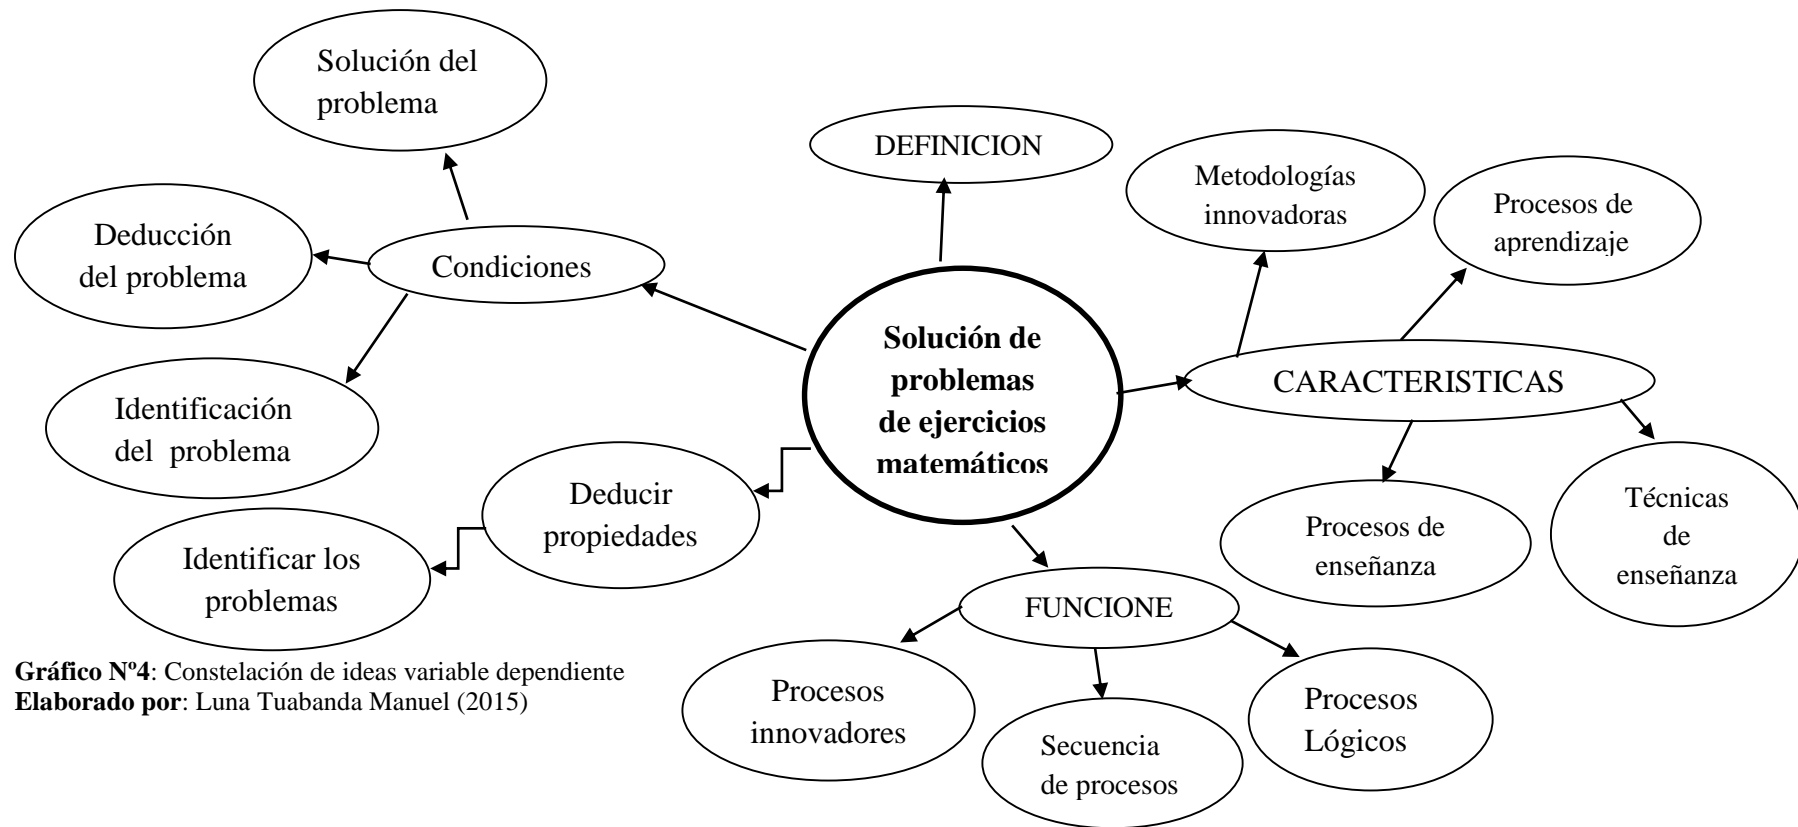 Solución del
problema
DEFINICION
Metodologías
innovadoras
Procesos de
aprendizaje
Deducción
del problema
Condiciones
Solución de
problemas
de ejercicios
matemáticos
CARACTERISTICAS
Identificación
del problema
Deducir
propiedades
Procesos de
enseñanza
Técnicas
de
enseñanza
Identificar los
problemas
FUNCIONE
Procesos
innovadores
Secuencia
de procesos
Procesos
Lógicos
Gráfico Nº4: Constelación de ideas variable dependiente
Elaborado por: Luna Tuabanda Manuel (2015)